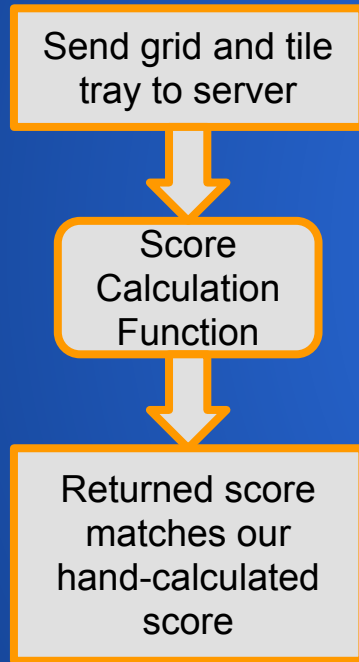 Send grid and tile
tray to server
Score
Calculation
Function
Returned score
matches our
hand-calculated
score